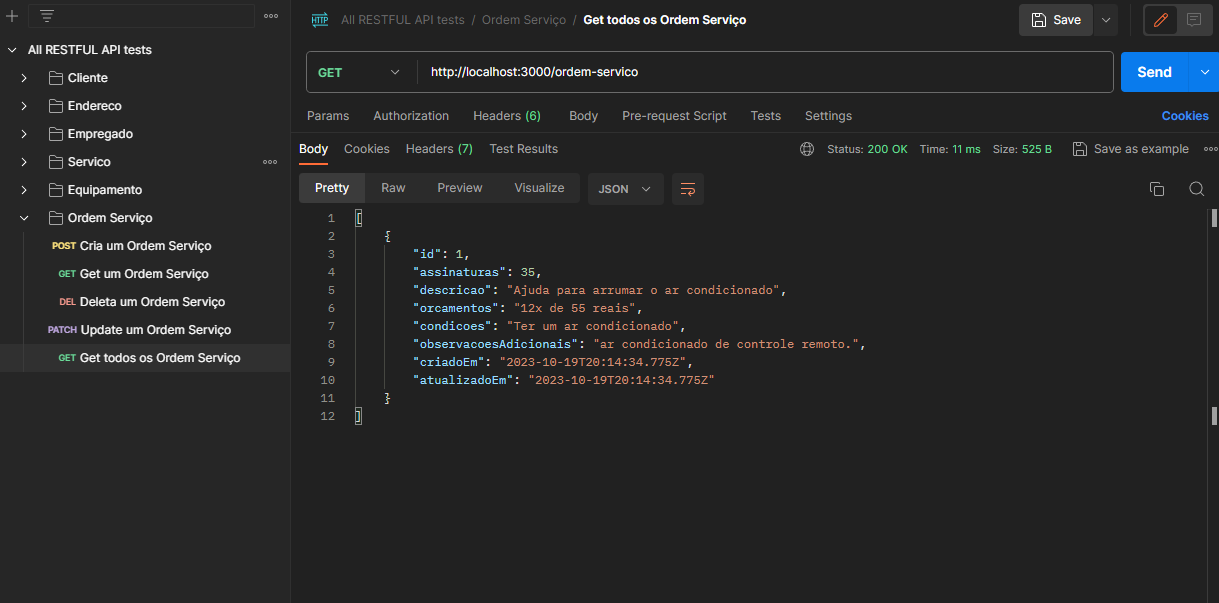 All RESTFUL API tests
Cliente
Endereco
Empregado
Servico
Equipamento
Ordem Serviço
POST Cria um Ordem Serviço
GET Get um Ordem Serviço
DEL Deleta um Ordem Serviço
PATCH Update um Ordem Serviço
GET Get todos os Ordem Serviço
HTTP All RESTFUL API tests / Ordem Serviço / Get todos os Ordem Serviço
Save
GET http://localhost:3000/ordem-servico
Send
Params Authorization Headers (6) Body Pre-request Script Tests Settings Cookies
Body Cookies Headers (7) Test Results Status: 200 OK Time: 11 ms Size: 525 B Save as example
Pretty Raw Preview Visualize JSON
1 [
2 {
3 "id": 1,
4 "assinaturas": 35,
5 "descricao": "Ajuda para arrumar o ar condicionado",
6 "orcamentos": "12x de 55 reais",
7 "condicoes": "Ter um ar condicionado",
8 "observacoesAdicionais": "ar condicionado de controle remoto.",
9 "criadoEm": "2023-10-19T20:14:34.775Z",
10 "atualizadoEm": "2023-10-19T20:14:34.775Z"
11 }
12 ]